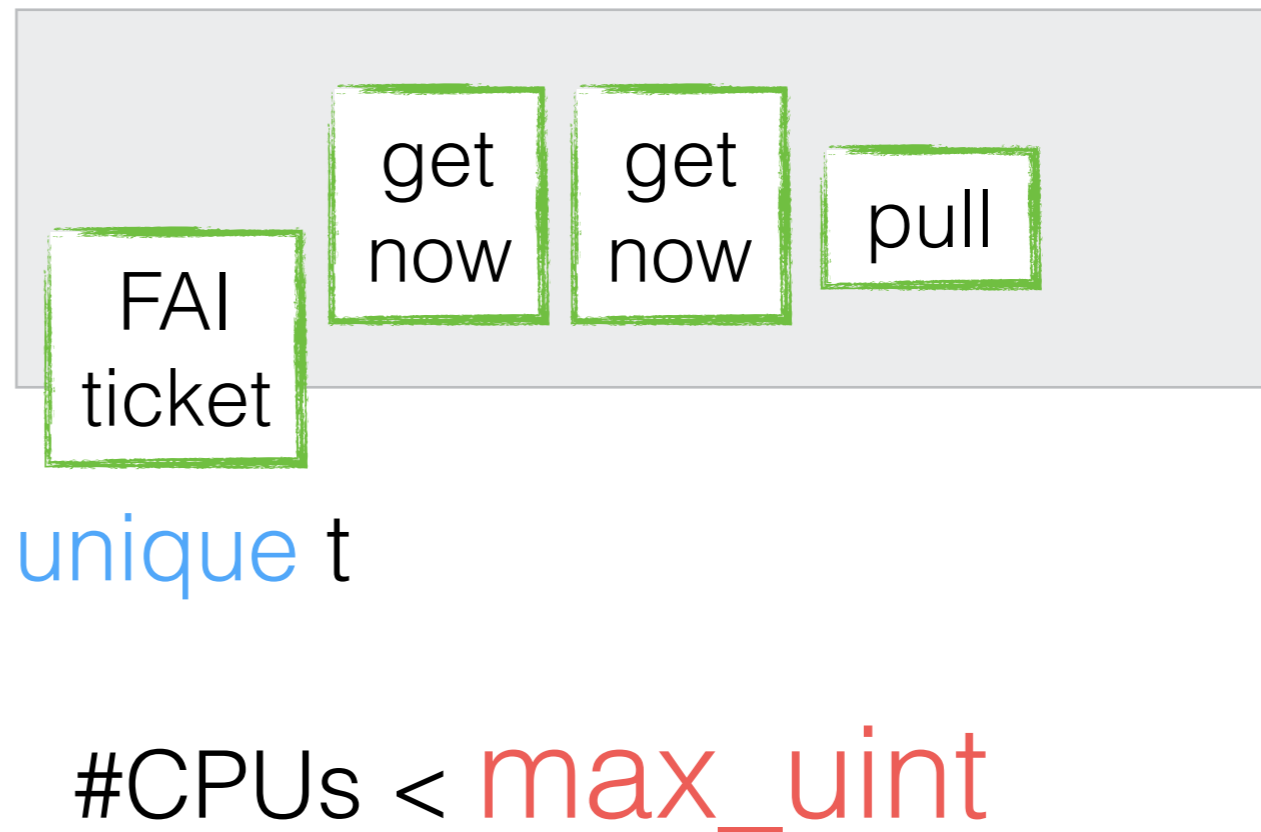 FAI
ticket
get
now
get
now
pull
unique t
#CPUs < max_uint